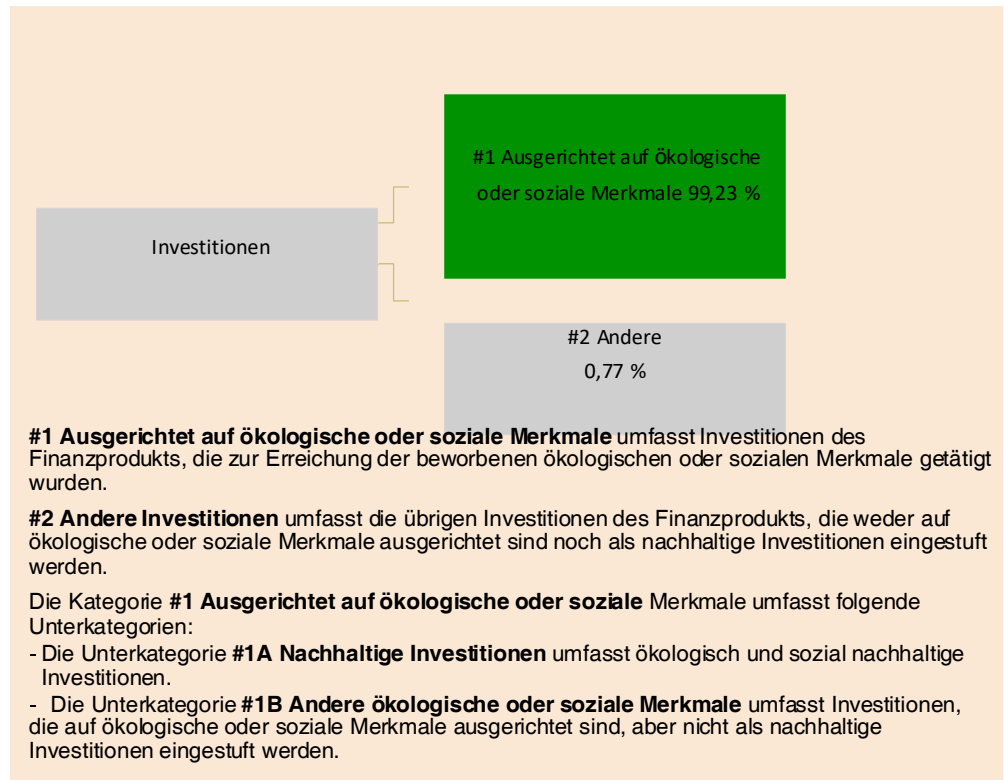 #1 Ausgerichtet auf ökologische
oder soziale Merkmale 99,23 %
Investitionen
#2 Andere
0,77 %
#1 Ausgerichtet auf ökologische oder soziale Merkmale umfasst Investitionen des
Finanzprodukts, die zur Erreichung der beworbenen ökologischen oder sozialen Merkmale getätigt
wurden.
#2 Andere Investitionen umfasst die übrigen Investitionen des Finanzprodukts, die weder auf
ökologische oder soziale Merkmale ausgerichtet sind noch als nachhaltige Investitionen eingestuft
werden.
Die Kategorie #1 Ausgerichtet auf ökologische oder soziale Merkmale umfasst folgende
Unterkategorien:
- Die Unterkategorie #1A Nachhaltige Investitionen umfasst ökologisch und sozial nachhaltige
Investitionen.
- Die Unterkategorie #1B Andere ökologische oder soziale Merkmale umfasst Investitionen,
die auf ökologische oder soziale Merkmale ausgerichtet sind, aber nicht als nachhaltige
Investitionen eingestuft werden.